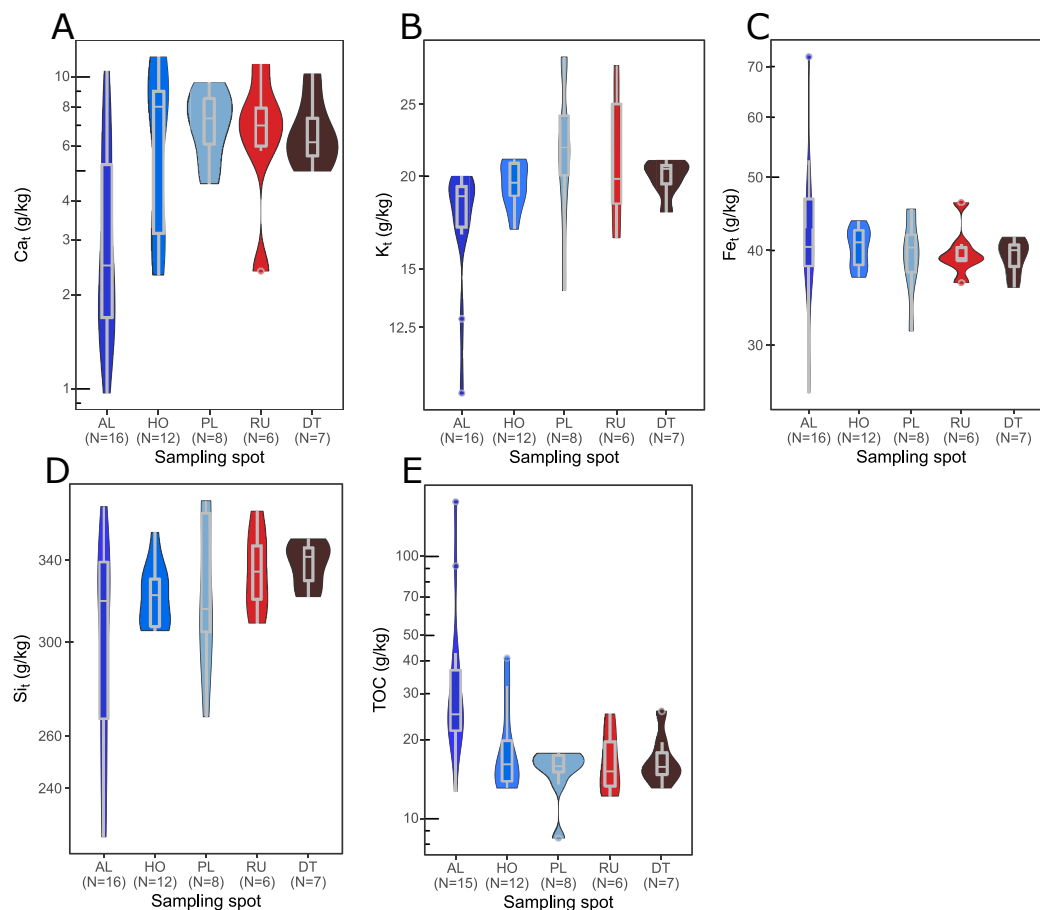 A
Ca_t (g/kg)
10
8
6
4
3
2
1
AL HO PL RU DT
(N=16) (N=12) (N=8) (N=6) (N=7)
Sampling spot
B
K_t (g/kg)
25
20
15
12.5
AL HO PL RU DT
(N=16) (N=12) (N=8) (N=6) (N=7)
Sampling spot
C
Fe_t (g/kg)
70
60
50
40
30
AL HO PL RU DT
(N=16) (N=12) (N=8) (N=6) (N=7)
Sampling spot
D
Si_t (g/kg)
340
300
260
240
AL HO PL RU DT
(N=16) (N=12) (N=8) (N=6) (N=7)
Sampling spot
E
TOC (g/kg)
100
70
50
40
30
20
10
AL HO PL RU DT
(N=15) (N=12) (N=8) (N=6) (N=7)
Sampling spot